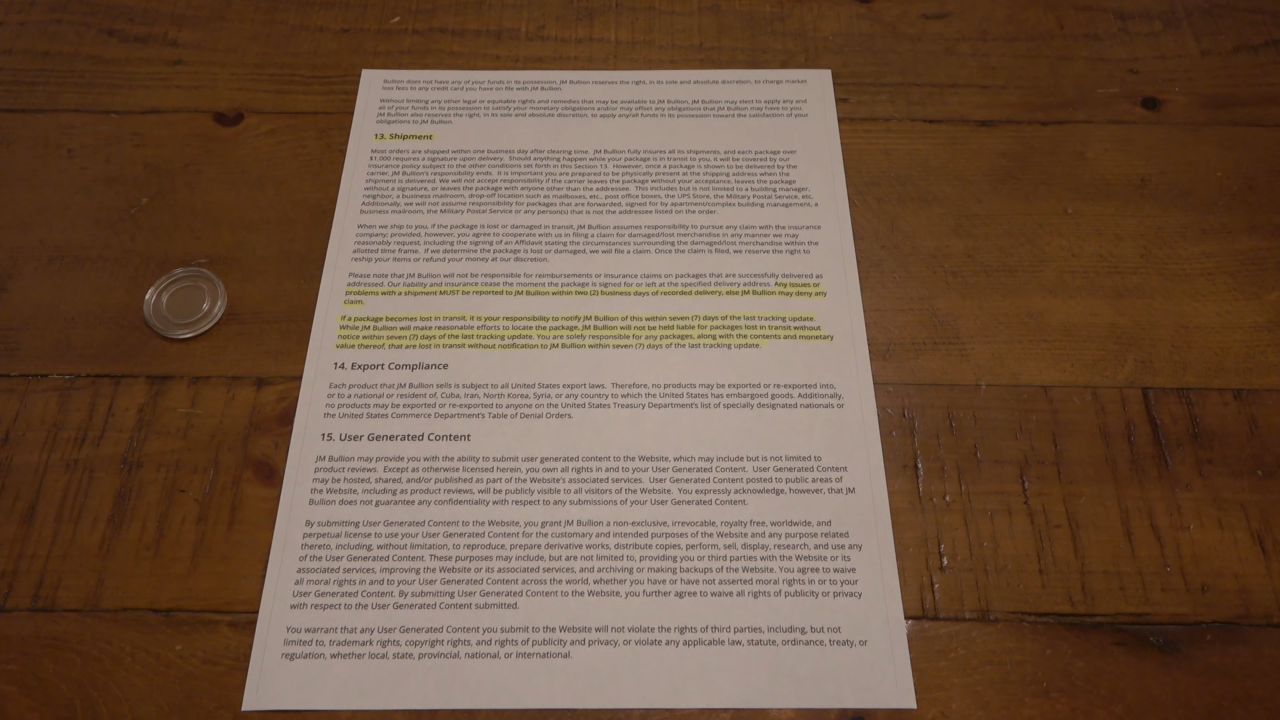 Bullion does not have any of your funds in its possession, JM Bullion reserves the right, in its sole and absolute discretion, to charge market
loss fees to any credit card you have on file with JM Bullion.
Without limiting any other legal or equitable rights and remedies that may be available to JM Bullion, JM Bullion may elect to apply any and
all of your funds in its possession to satisfy your monetary obligations and/or may offset any obligations that JM Bullion may have to you.
JM Bullion also reserves the right, in its sole and absolute discretion, to apply any/all funds in its possession toward the satisfaction of your
obligations to JM Bullion.
13. Shipment
Most orders are shipped within one business day after clearing time. JM Bullion fully insures all its shipments, and each package over
$1,000 requires a signature upon delivery. Should anything happen while your package is in transit to you, it will be covered by our
insurance policy subject to the other conditions set forth in this Section 13. However, once a package is shown to be delivered by the
carrier, JM Bullion's responsibility ends. It is important you are prepared to be physically present at the shipping address when the
shipment is delivered. We will not accept responsibility if the carrier leaves the package without your acceptance, leaves the package
without a signature, or leaves the package with anyone other than the addressee. This includes but is not limited to a building manager,
neighbor, a business mailroom, drop-off location such as mailboxes, etc., post office boxes, the UPS Store, the Military Postal Service, etc.
Additionally, we will not assume responsibility for packages that are forwarded, signed for by apartment/complex building management, a
business mailroom, the Military Postal Service or any person(s) that is not the addressee listed on the order.
When we ship to you, if the package is lost or damaged in transit, JM Bullion assumes responsibility to pursue any claim with the insurance
company; provided, however, you agree to cooperate with us in filing a claim for damaged/lost merchandise in any manner we may
reasonably request, including the signing of an Affidavit stating the circumstances surrounding the damaged/lost merchandise within the
allotted time frame. If we determine the package is lost or damaged, we will file a claim. Once the claim is filed, we reserve the right to
reship your items or refund your money at our discretion.
Please note that JM Bullion will not be responsible for reimbursements or insurance claims on packages that are successfully delivered as
addressed. Our liability and insurance cease the moment the package is signed for or left at the specified delivery address. Any issues or
problems with a shipment MUST be reported to JM Bullion within two (2) business days of recorded delivery, else JM Bullion may deny any
claim.
If a package becomes lost in transit, it is your responsibility to notify JM Bullion of this within seven (7) days of the last tracking update.
While JM Bullion will make reasonable efforts to locate the package, JM Bullion will not be held liable for packages lost in transit without
notice within seven (7) days of the last tracking update. You are solely responsible for any packages, along with the contents and monetary
value thereof, that are lost in transit without notification to JM Bullion within seven (7) days of the last tracking update.
14. Export Compliance
Each product that JM Bullion sells is subject to all United States export laws. Therefore, no products may be exported or re-exported into,
or to a national or resident of, Cuba, Iran, North Korea, Syria, or any country to which the United States has embargoed goods. Additionally,
no products may be exported or re-exported to anyone on the United States Treasury Department's list of specially designated nationals or
the United States Commerce Department's Table of Denial Orders.
15. User Generated Content
JM Bullion may provide you with the ability to submit user generated content to the Website, which may include but is not limited to
product reviews. Except as otherwise licensed herein, you own all rights in and to your User Generated Content. User Generated Content
may be hosted, shared, and/or published as part of the Website's associated services. User Generated Content posted to public areas of
the Website, including as product reviews, will be publicly visible to all visitors of the Website. You expressly acknowledge, however, that JM
Bullion does not guarantee any confidentiality with respect to any submissions of your User Generated Content.
By submitting User Generated Content to the Website, you grant JM Bullion a non-exclusive, irrevocable, royalty free, worldwide, and
perpetual license to use your User Generated Content for the customary and intended purposes of the Website and any purpose related
thereto, including, without limitation, to reproduce, prepare derivative works, distribute copies, perform, sell, display, research, and use any
of the User Generated Content. These purposes may include, but are not limited to, providing you or third parties with the Website or its
associated services, improving the Website or its associated services, and archiving or making backups of the Website. You agree to waive
all moral rights in and to your User Generated Content across the world, whether you have or have not asserted moral rights in or to your
User Generated Content. By submitting User Generated Content to the Website, you further agree to waive all rights of publicity or privacy
with respect to the User Generated Content submitted.
You warrant that any User Generated Content you submit to the Website will not violate the rights of third parties, including, but not
limited to, trademark rights, copyright rights, and rights of publicity and privacy, or violate any applicable law, statute, ordinance, treaty, or
regulation, whether local, state, provincial, national, or international.